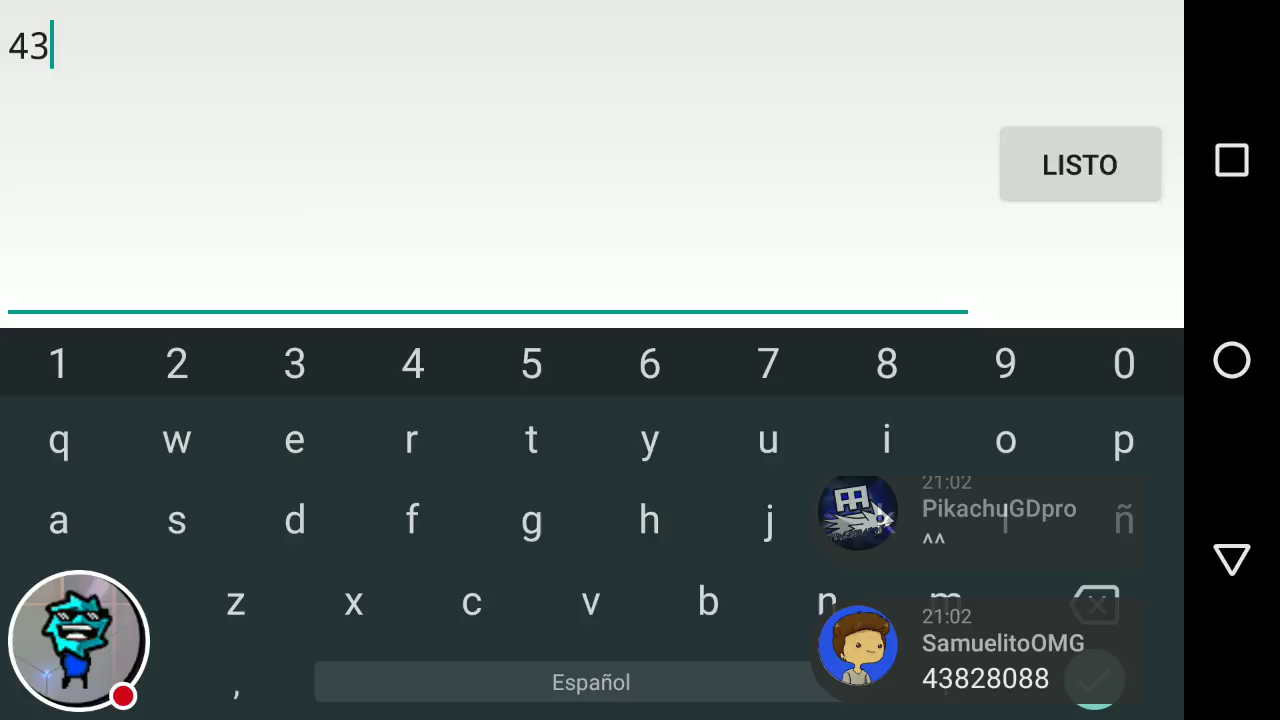 43
LISTO
1 2 3 4 5 6 7 8 9 0
q w e r t y u i o p
a s d f g h j k l ñ
z x c v b n m
, Español
21:02
PikachuGDpro
^^
21:02
SamuelitoOMG
43828088